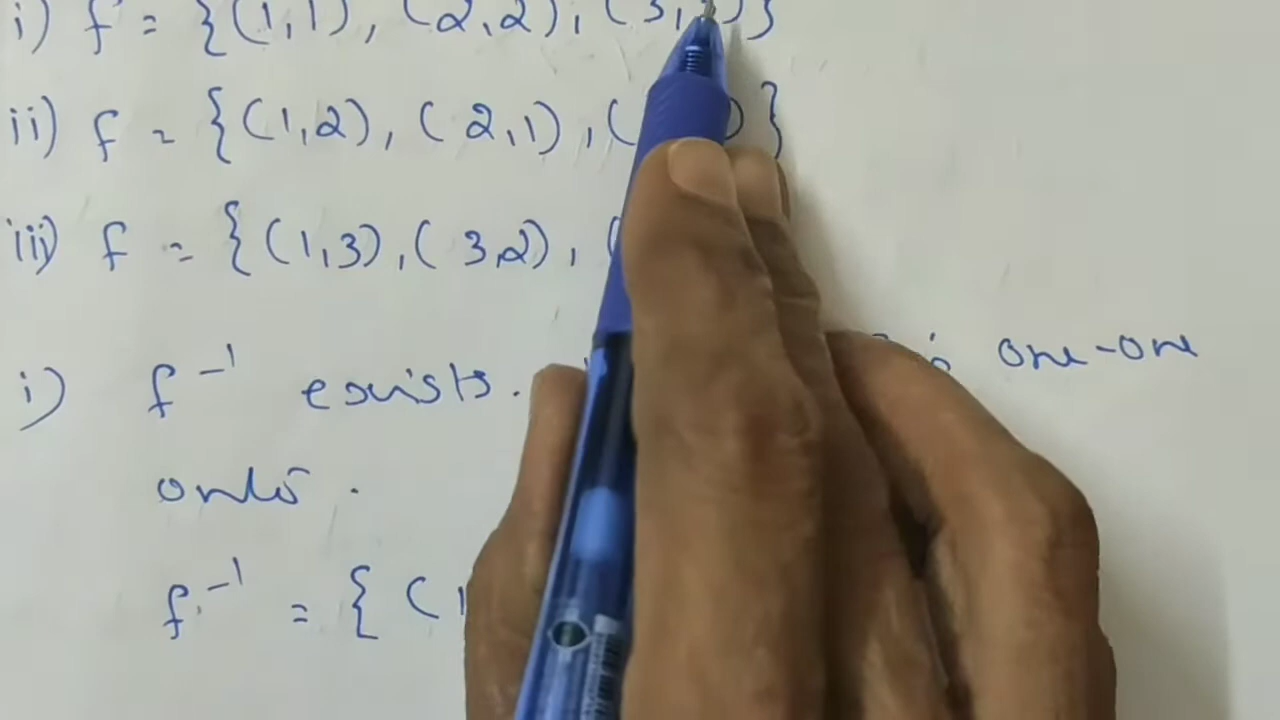 i) f = {(1,1), (2,2), (3,
ii) f = {(1,2), (2,1), ( )}
iii) f = {(1,3), (3,2), (
i) f⁻¹ exists. is one-one
onto.
f⁻¹ = { (1